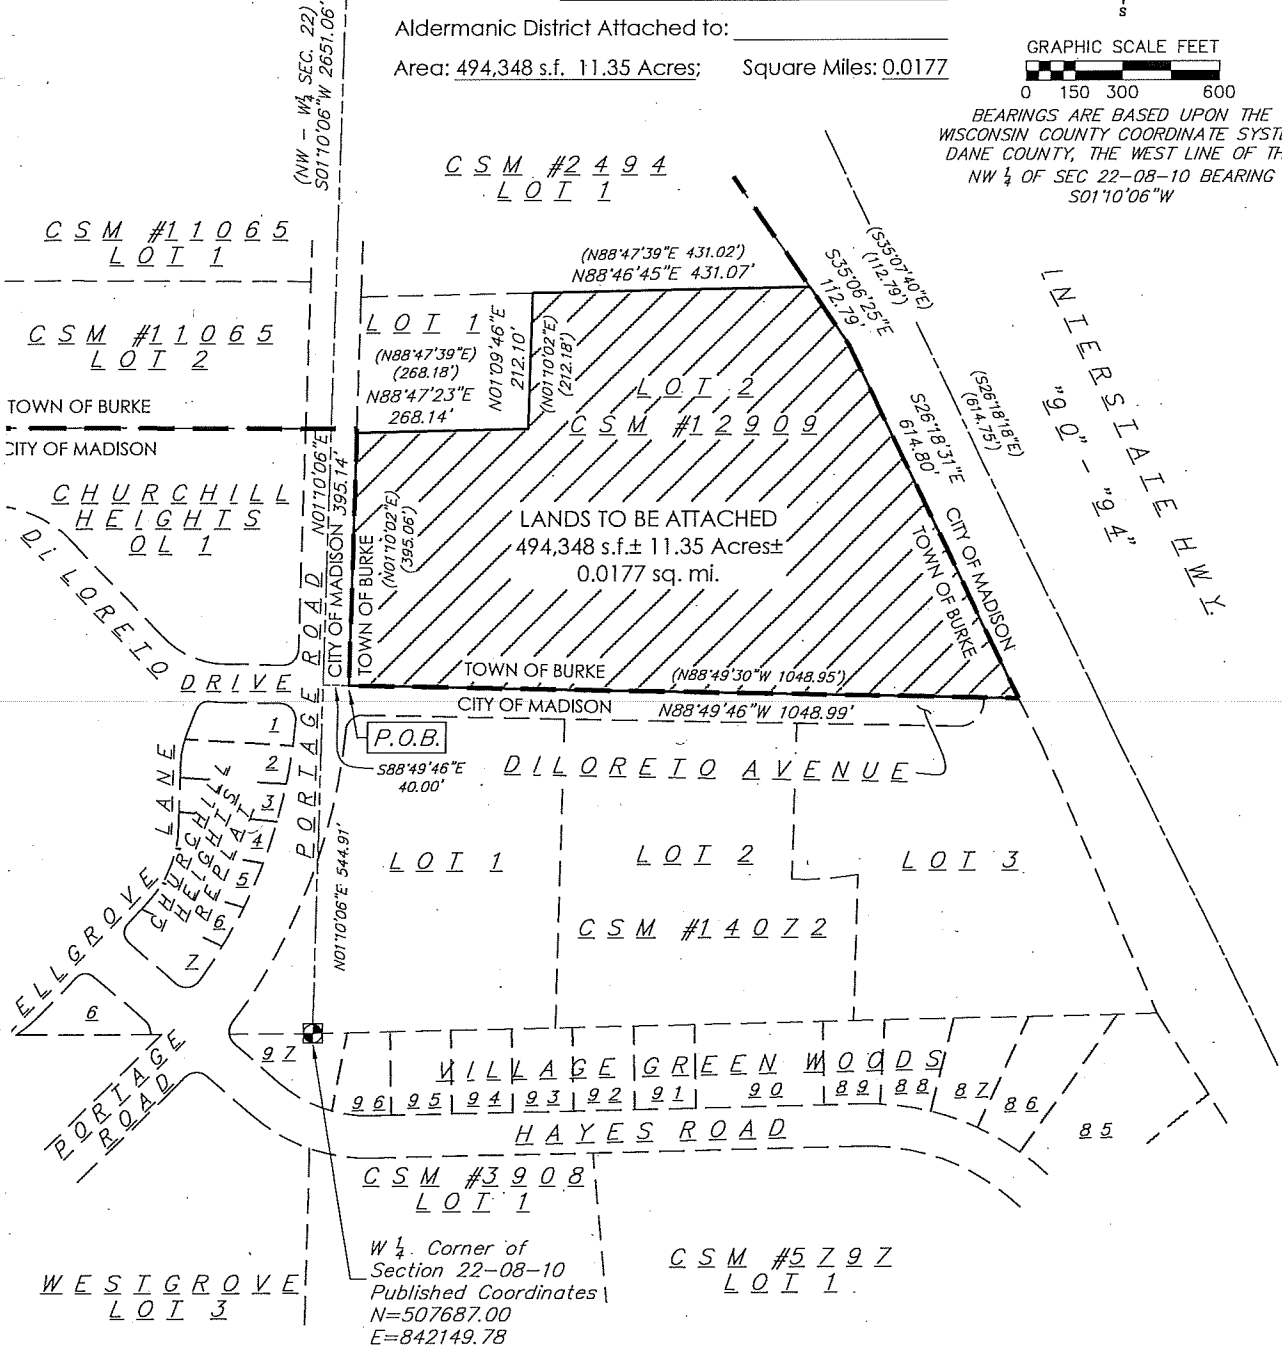 Aldermanic District Attached to:
Area: 494,348 s.f. 11.35 Acres; Square Miles: 0.0177
S
GRAPHIC SCALE FEET
0 150 300 600
BEARINGS ARE BASED UPON THE
WISCONSIN COUNTY COORDINATE SYSTE
DANE COUNTY, THE WEST LINE OF TH
NW 1/4 OF SEC 22-08-10 BEARING
S01°10'06"W
(NW - W1/4 SEC. 22)
S01°10'06"W 2651.06'
CSM #2494
LOT 1
CSM #11065
LOT 1
CSM #11065
LOT 2
(N88°47'39"E 431.02')
N88°46'45"E 431.07'
(S35°07'40"E)
(112.79')
S35°06'25"E
112.79'
INTERSTATE HWY.
"90" - "94"
LOT 1
(N88°47'39"E)
(268.18')
N88°47'23"E
268.14'
N01°09'46"E
212.10'
(N01°10'02"E)
(212.18')
LOT 2
CSM #12909
(S26°18'18"E)
(614.75')
S26°18'31"E
614.80'
TOWN OF BURKE
CITY OF MADISON
CHURCHILL
HEIGHTS
OL 1
N01°10'06"E
395.14'
CITY OF MADISON
TOWN OF BURKE
(N01°10'02"E)
(395.06')
LANDS TO BE ATTACHED
494,348 s.f.± 11.35 Acres±
0.0177 sq. mi.
CITY OF MADISON
TOWN OF BURKE
DILORETO
DRIVE
PORTAGE ROAD
TOWN OF BURKE
(N88°49'30"W 1048.95')
CITY OF MADISON
N88°49'46"W 1048.99'
P.O.B.
S88°49'46"E
40.00'
DILORETO AVENUE
1
2
3
4
5
6
7
CHURCHILL
HEIGHTS
REPLAT
ELLGROVE LANE
N01°10'06"E 544.91'
LOT 1
LOT 2
LOT 3
CSM #14072
6
PORTAGE
ROAD
97
VILLAGE GREEN WOODS
96 95 94 93 92 91 90 89 88 87 86 85
HAYES ROAD
CSM #3908
LOT 1
CSM #5797
LOT 1
WESTGROVE
LOT 3
W 1/4 Corner of
Section 22-08-10
Published Coordinates
N=507687.00
E=842149.78